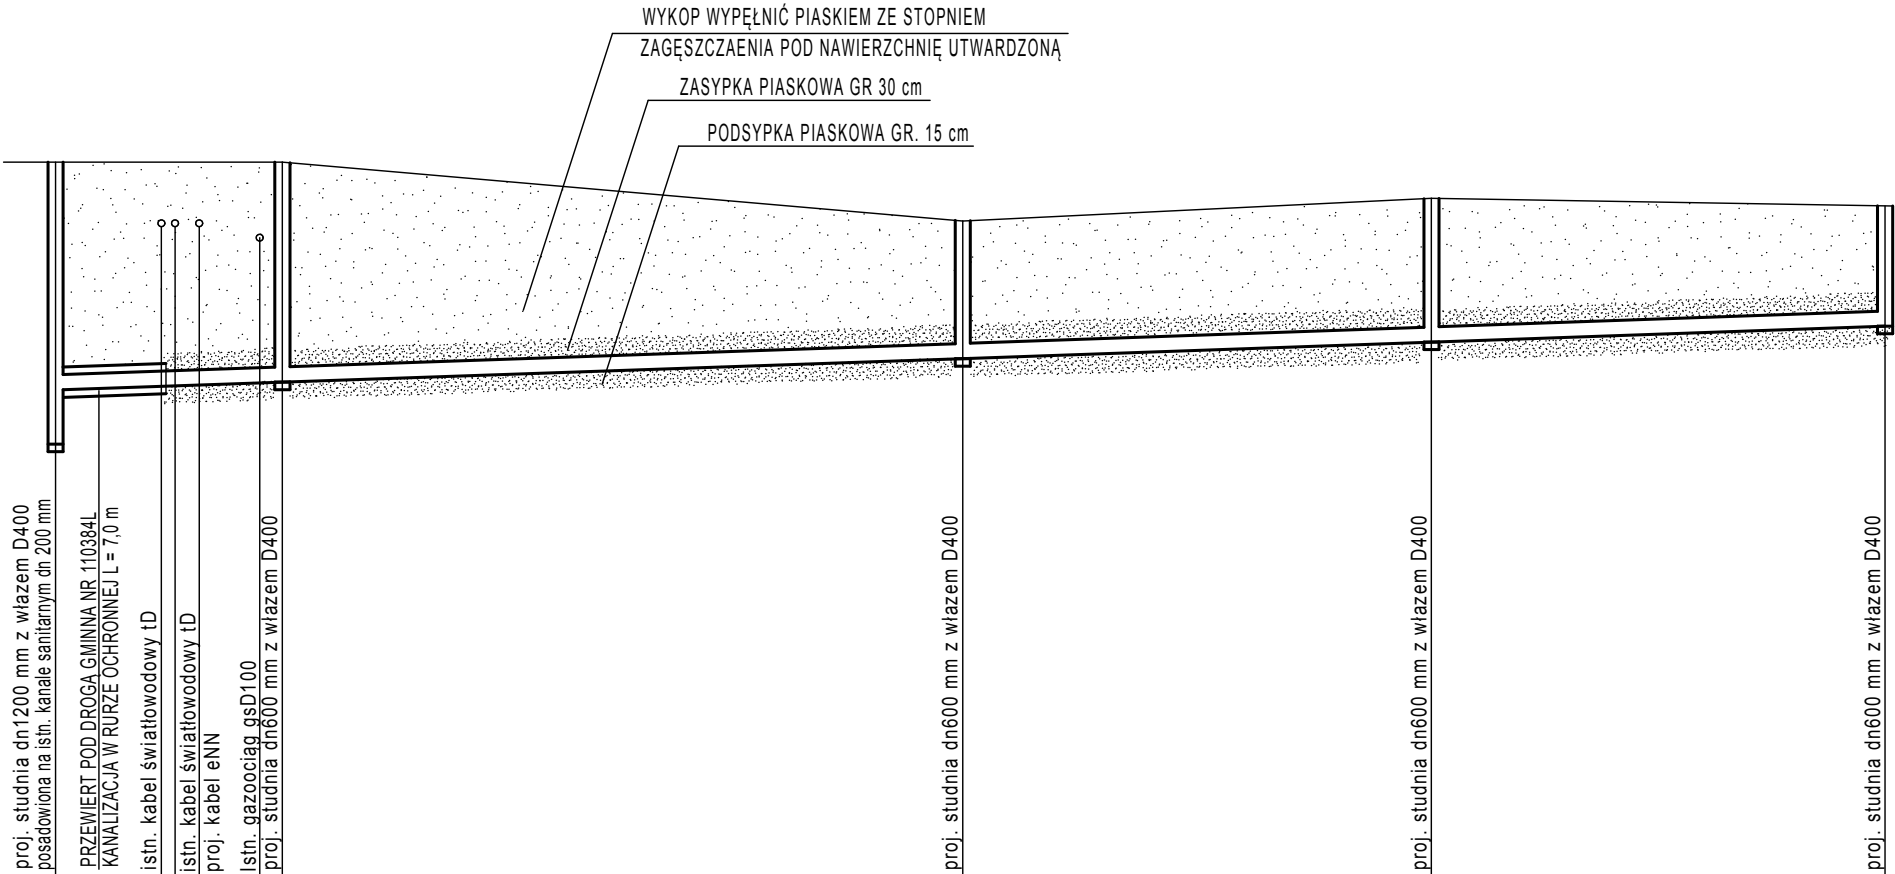 WYKOP WYPEŁNIĆ PIASKIEM ZE STOPNIEM
ZAGĘSZCZAENIA POD NAWIERZCHNIĘ UTWARDZONĄ
ZASYPKA PIASKOWA GR 30 cm
PODSYPKA PIASKOWA GR. 15 cm
proj. studnia dn1200 mm z włazem D400
posadowiona na istn. kanale sanitarnym dn 200 mm
PRZEWIERT POD DROGĄ GMINNA NR 110384L
KANALIZACJA W RURZE OCHRONNEJ L = 7,0 m
istn. kabel światłowodowy tD
istn. kabel światłowodowy tD
proj. kabel eNN
Istn. gazoociąg gsD100
proj. studnia dn600 mm z włazem D400
proj. studnia dn600 mm z włazem D400
proj. studnia dn600 mm z włazem D400
proj. studnia dn600 mm z włazem D400